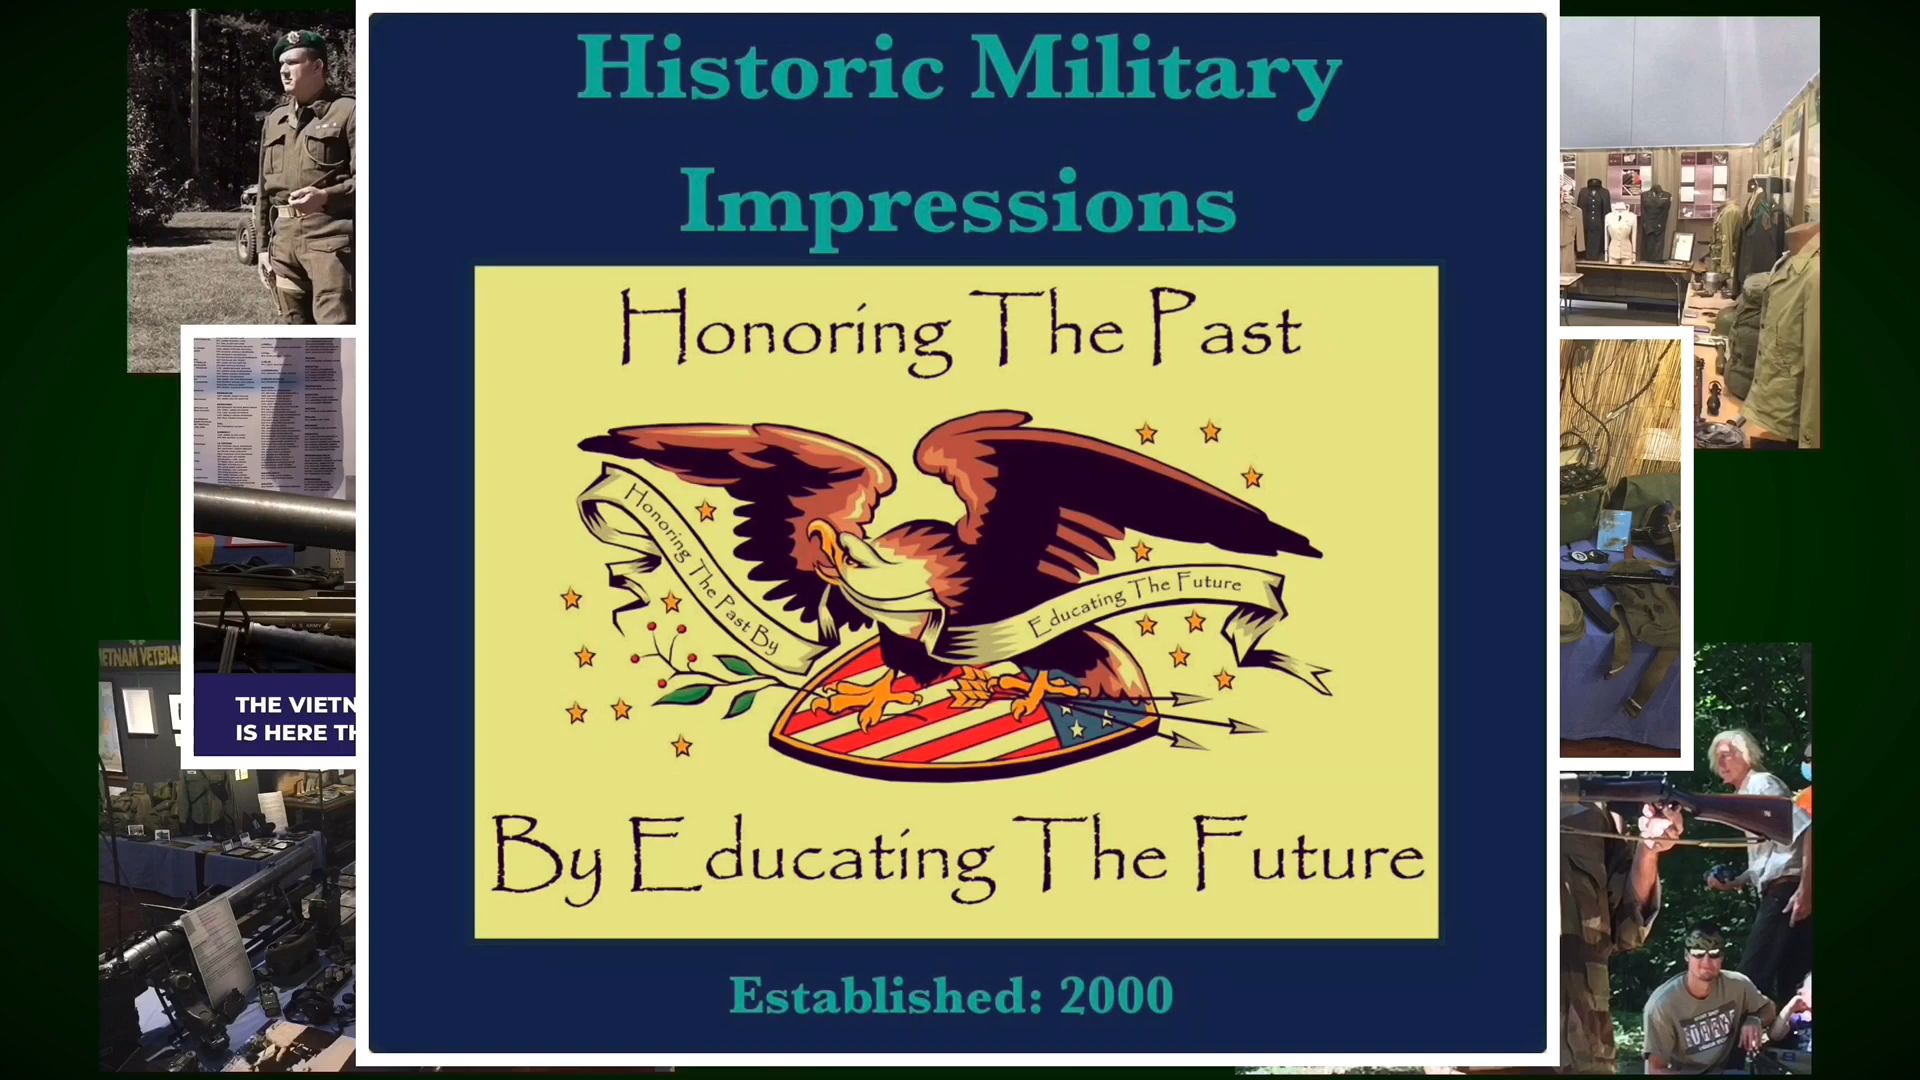 Historic Military
Impressions
Honoring The Past
Honoring The Past By
Educating The Future
By Educating The Future
Established: 2000
THE VIETN
IS HERE TH
U.S. ARMY